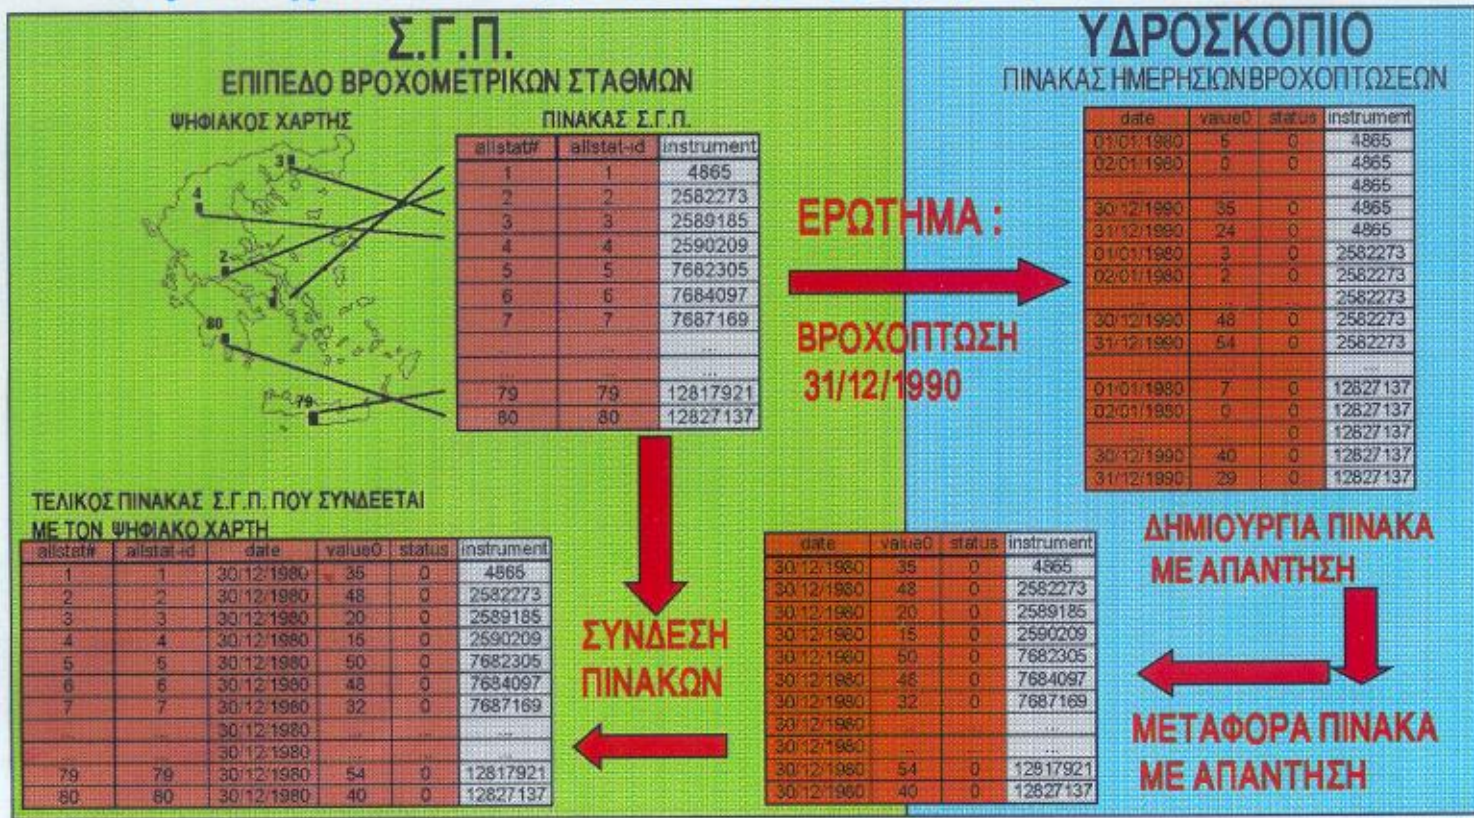 Σ.Γ.Π.
ΕΠΙΠΕΔΟ ΒΡΟΧΟΜΕΤΡΙΚΩΝ ΣΤΑΘΜΩΝ
ΨΗΦΙΑΚΟΣ ΧΑΡΤΗΣ
3
4
2
1
80
79
ΠΙΝΑΚΑΣ Σ.Γ.Π.
allstat# allstat-id instrument
1 1 4865
2 2 2582273
3 3 2589185
4 4 2590209
5 5 7682305
6 6 7684097
7 7 7687169
... ... ...
... ... ...
79 79 12817921
80 80 12827137
ΕΡΩΤΗΜΑ :
ΒΡΟΧΟΠΤΩΣΗ
31/12/1990
ΥΔΡΟΣΚΟΠΙΟ
ΠΙΝΑΚΑΣ ΗΜΕΡΗΣΙΩΝ ΒΡΟΧΟΠΤΩΣΕΩΝ
date value0 status instrument
01/01/1980 5 0 4865
02/01/1980 0 0 4865
... ... ... 4865
30/12/1990 35 0 4865
31/12/1990 24 0 4865
01/01/1980 3 0 2582273
02/01/1980 2 0 2582273
... ... ... 2582273
30/12/1990 48 0 2582273
31/12/1990 54 0 2582273
... ... ... ...
01/01/1980 7 0 12827137
02/01/1980 0 0 12827137
... ... 0 12827137
30/12/1990 40 0 12827137
31/12/1990 29 0 12827137
ΔΗΜΙΟΥΡΓΙΑ ΠΙΝΑΚΑ
ΜΕ ΑΠΑΝΤΗΣΗ
ΜΕΤΑΦΟΡΑ ΠΙΝΑΚΑ
ΜΕ ΑΠΑΝΤΗΣΗ
date value0 status instrument
30/12/1980 35 0 4865
30/12/1980 48 0 2582273
30/12/1980 20 0 2589185
30/12/1980 15 0 2590209
30/12/1980 50 0 7682305
30/12/1980 48 0 7684097
30/12/1980 32 0 7687169
30/12/1980 ... ... ...
30/12/1980 ... ... ...
30/12/1980 54 0 12817921
30/12/1980 40 0 12827137
ΣΥΝΔΕΣΗ
ΠΙΝΑΚΩΝ
ΤΕΛΙΚΟΣ ΠΙΝΑΚΑΣ Σ.Γ.Π. ΠΟΥ ΣΥΝΔΕΕΤΑΙ
ΜΕ ΤΟΝ ΨΗΦΙΑΚΟ ΧΑΡΤΗ
allstat# allstat-id date value0 status instrument
1 1 30/12/1980 35 0 4865
2 2 30/12/1980 48 0 2582273
3 3 30/12/1980 20 0 2589185
4 4 30/12/1980 15 0 2590209
5 5 30/12/1980 50 0 7682305
6 6 30/12/1980 48 0 7684097
7 7 30/12/1980 32 0 7687169
... ... 30/12/1980 ... ... ...
... ... 30/12/1980 ... ... ...
79 79 30/12/1980 54 0 12817921
80 80 30/12/1980 40 0 12827137